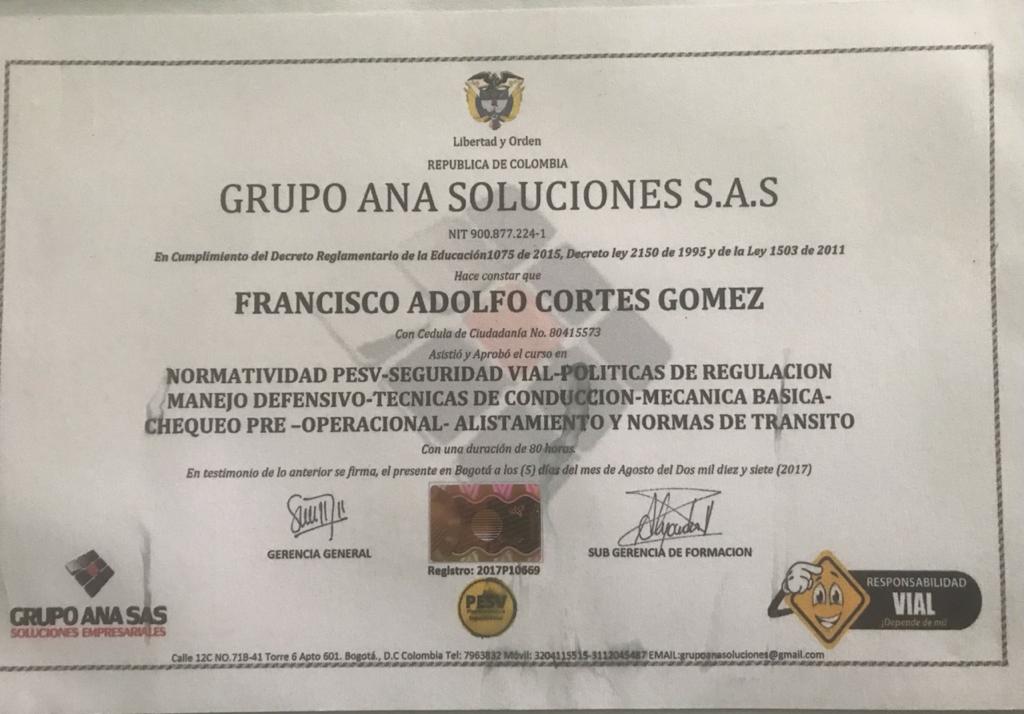 Libertad y Orden
REPUBLICA DE COLOMBIA
GRUPO ANA SOLUCIONES S.A.S
NIT 900.877.224-1
En Cumplimiento del Decreto Reglamentario de la Educación1075 de 2015, Decreto ley 2150 de 1995 y de la Ley 1503 de 2011
Hace constar que
FRANCISCO ADOLFO CORTES GOMEZ
Con Cedula de Ciudadanía No. 80415573
Asistió y Aprobó el curso en
NORMATIVIDAD PESV-SEGURIDAD VIAL-POLITICAS DE REGULACION
MANEJO DEFENSIVO-TECNICAS DE CONDUCCION-MECANICA BASICA-
CHEQUEO PRE –OPERACIONAL- ALISTAMIENTO Y NORMAS DE TRANSITO
Con una duración de 80 horas.
En testimonio de lo anterior se firma, el presente en Bogotá a los (5) días del mes de Agosto del Dos mil diez y siete (2017)
GERENCIA GENERAL
SUB GERENCIA DE FORMACION
Registro: 2017P10669
PESV
GRUPO ANA SAS
SOLUCIONES EMPRESARIALES
RESPONSABILIDAD
VIAL
¡Depende de mi!
Calle 12C NO.71B-41 Torre 6 Apto 601. Bogotá., D.C Colombia Tel: 7963832 Móvil: 3204115515-3112045487 EMAIL:grupoanasoluciones@gmail.com